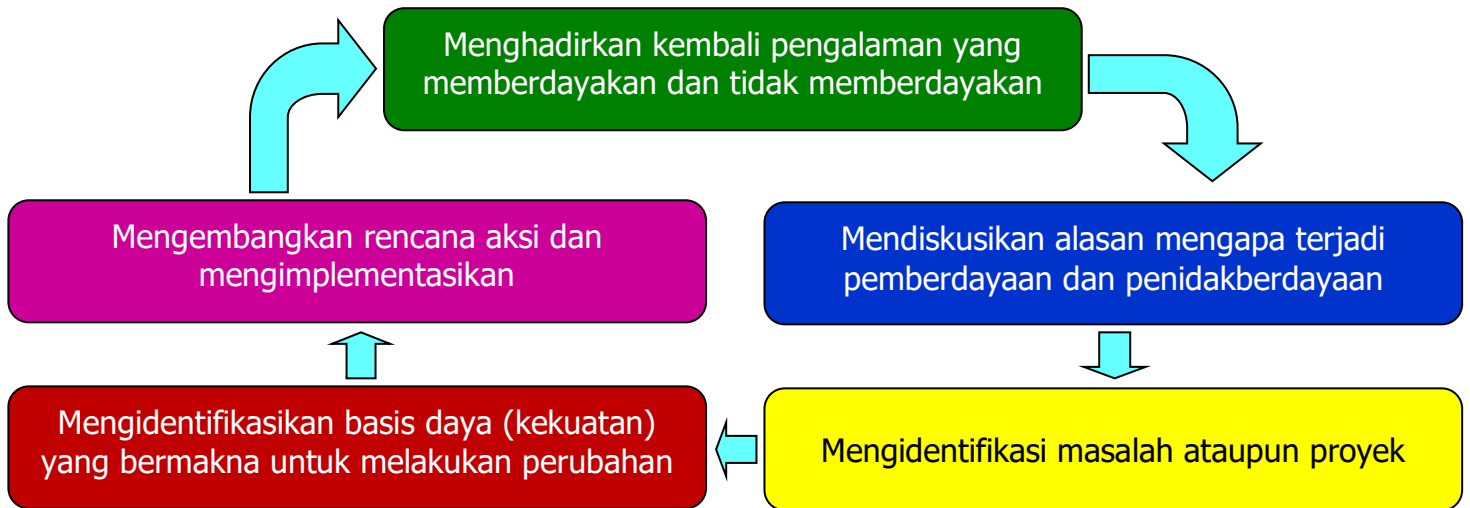 Menghadirkan kembali pengalaman yang
memberdayakan dan tidak memberdayakan
Mendiskusikan alasan mengapa terjadi
pemberdayaan dan penidakberdayaan
Mengidentifikasi masalah ataupun proyek
Mengidentifikasikan basis daya (kekuatan)
yang bermakna untuk melakukan perubahan
Mengembangkan rencana aksi dan
mengimplementasikan